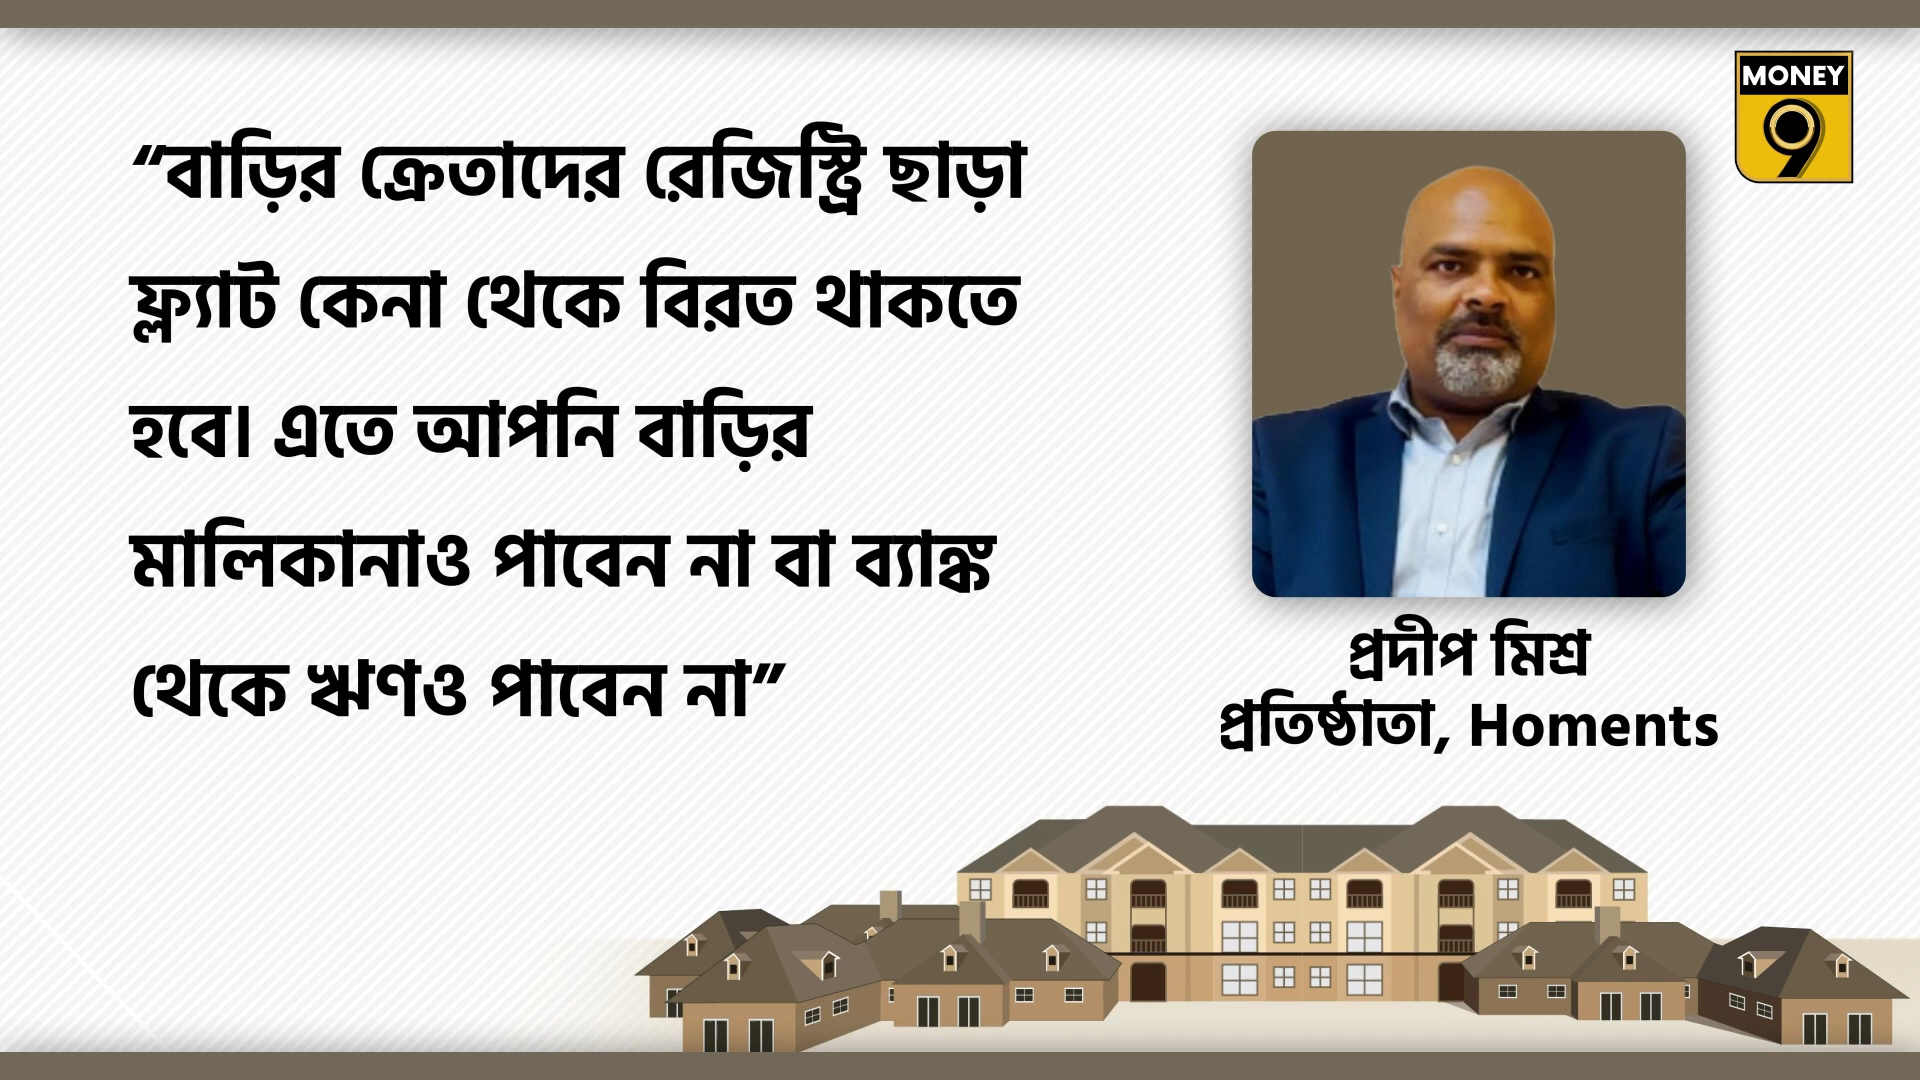 MONEY
9
“বাড়ির ক্রেতাদের রেজিস্ট্রি ছাড়া
ফ্ল্যাট কেনা থেকে বিরত থাকতে
হবে। এতে আপনি বাড়ির
মালিকানাও পাবেন না বা ব্যাঙ্ক
থেকে ঋণও পাবেন না”
প্রদীপ মিশ্র
প্রতিষ্ঠাতা, Homents